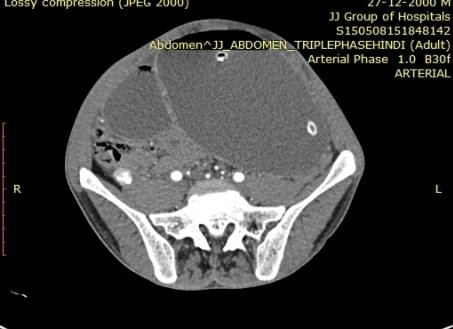 Lossy compression (JPEG 2000)
27-12-2000 M
JJ Group of Hospitals
S150508151848142
Abdomen^JJ_ABDOMEN_TRIPLEPHASEHINDI (Adult)
Arterial Phase 1.0 B30f
ARTERIAL
R
L